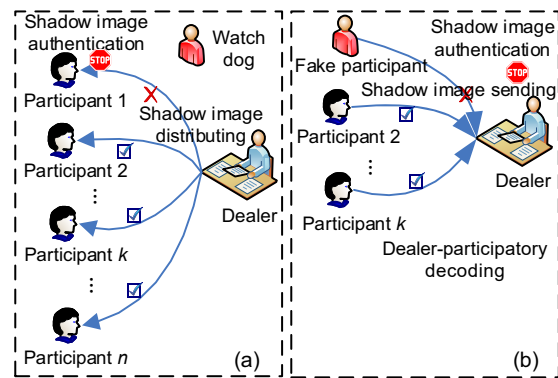 Shadow image
authentication
STOP
Watch
dog
Participant 1
Shadow image
distributing
Participant 2
Dealer
Participant k
Participant n
(a)
Fake participant
Shadow image
authentication
STOP
Shadow image sending
Participant 2
Dealer
Participant k
Dealer-participatory
decoding
(b)